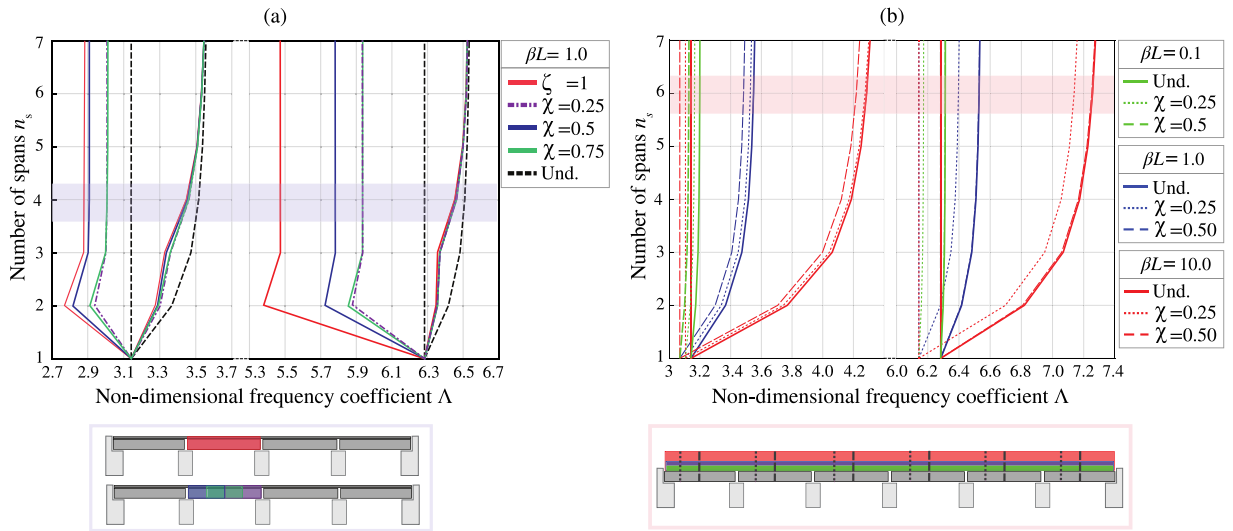 (a)
7
6
5
4
3
2
1
Number of spans nₛ
2.7 2.9 3.1 3.3 3.5 3.7 5.3 5.5 5.7 5.9 6.1 6.3 6.5 6.7
Non-dimensional frequency coefficient Λ
βL= 1.0
ζ =1
χ=0.25
χ=0.5
χ=0.75
Und.
(b)
7
6
5
4
3
2
1
Number of spans nₛ
3 3.2 3.4 3.6 3.8 4.0 4.2 6.0 6.2 6.4 6.6 6.8 7.0 7.2 7.4
Non-dimensional frequency coefficient Λ
βL= 0.1
Und.
χ=0.25
χ=0.5
βL= 1.0
Und.
χ=0.25
χ=0.50
βL= 10.0
Und.
χ=0.25
χ=0.50